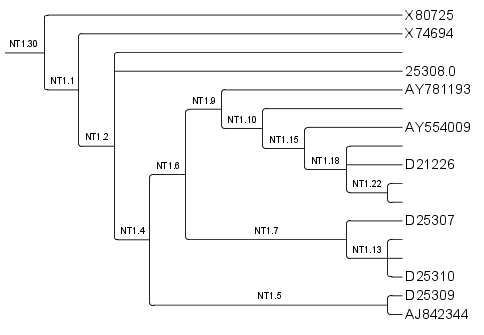 X80725
NT1.30
X74694
NT1.1
25308.0
AY781193
NT1.9
NT1.10
AY554009
NT1.2
NT1.15
NT1.6
NT1.18
D21226
NT1.22
D25307
NT1.4
NT1.7
NT1.13
D25310
NT1.5
D25309
AJ842344